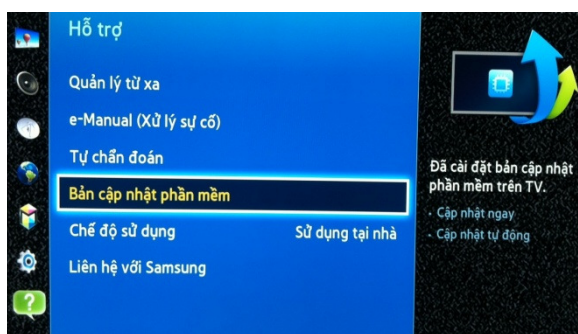 Hỗ trợ
Quản lý từ xa
e-Manual (Xử lý sự cố)
Tự chẩn đoán
Bản cập nhật phần mềm
Chế độ sử dụng Sử dụng tại nhà
Liên hệ với Samsung
Đã cài đặt bản cập nhật
phần mềm trên TV.
· Cập nhật ngay
· Cập nhật tự động